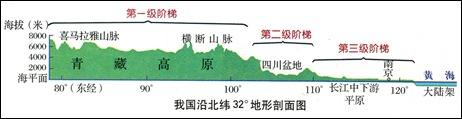 海拔(米)
第一级阶梯
第二级阶梯
第三级阶梯
8000
6000
4000
2000
海平面
喜马拉雅山脉
横断山脉
青藏高原
四川盆地
长江中下游
平原
南京
黄海
大陆架
80°(东经)
90°
100°
110°
120°
我国沿北纬32°地形剖面图